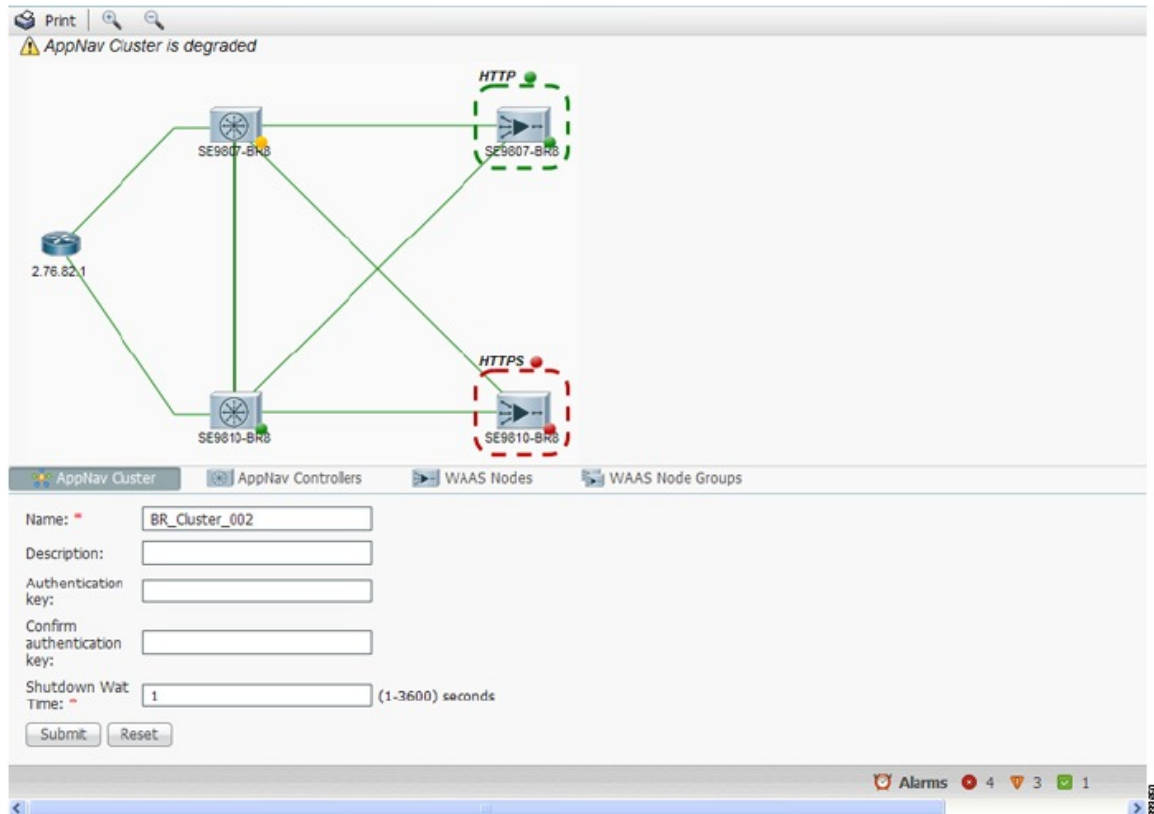 Print
AppNav Cluster is degraded
HTTP
SE9807-BR8
SE9807-BR8
2.76.82.1
HTTPS
SE9810-BR8
SE9810-BR8
AppNav Cluster
AppNav Controllers
WAAS Nodes
WAAS Node Groups
Name: *
BR_Cluster_002
Description:
Authentication
key:
Confirm
authentication
key:
Shutdown Wait
Time: *
1
(1-3600) seconds
Submit
Reset
Alarms 4 3 1